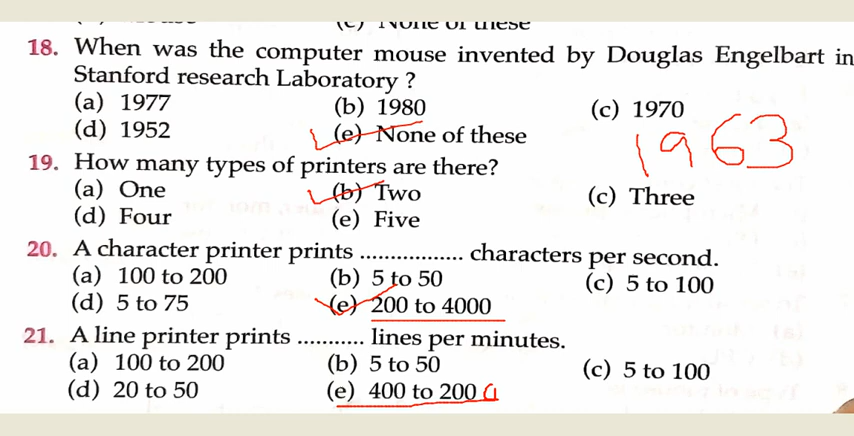 (c) None of these
18. When was the computer mouse invented by Douglas Engelbart in
Stanford research Laboratory ?
(a) 1977 (b) 1980 (c) 1970
(d) 1952 (e) None of these
1963
19. How many types of printers are there?
(a) One (b) Two (c) Three
(d) Four (e) Five
20. A character printer prints ................. characters per second.
(a) 100 to 200 (b) 5 to 50 (c) 5 to 100
(d) 5 to 75 (e) 200 to 4000
21. A line printer prints ........... lines per minutes.
(a) 100 to 200 (b) 5 to 50 (c) 5 to 100
(d) 20 to 50 (e) 400 to 200